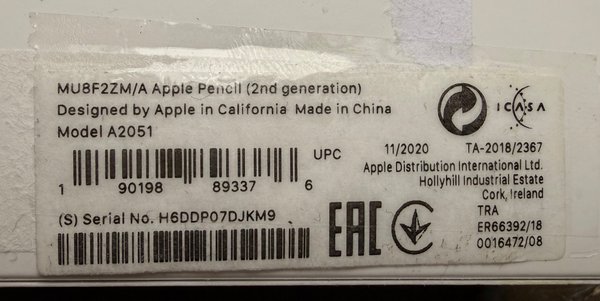 MU8F2ZM/A Apple Pencil (2nd generation)
Designed by Apple in California Made in China
Model A2051
UPC
1 90198 89337 6
(S) Serial No. H6DDP07DJKM9
EAC
ICASA
11/2020 TA-2018/2367
Apple Distribution International Ltd.
Hollyhill Industrial Estate
Cork, Ireland
TRA
ER66392/18
0016472/08